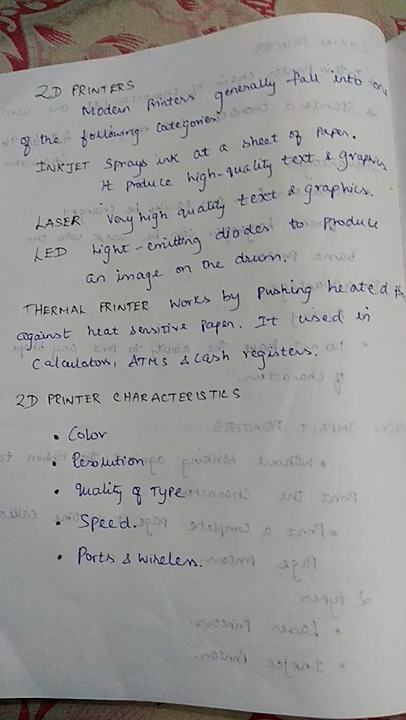 2D PRINTERS
Modern Printers generally fall into one
of the following categories:
INKJET Sprays ink at a sheet of Paper.
It produce high-quality text & graphics
LASER Very high quality text & graphics.
LED Light-emitting diodes to produce
an image on the drum.
THERMAL PRINTER Works by pushing heated
against heat sensitive Paper. It used in
Calculators, ATMS & Cash registers.
2D PRINTER CHARACTERISTICS
• Color
• Resolution
• Quality of TYPE
• Speed.
• Ports & Wireless.